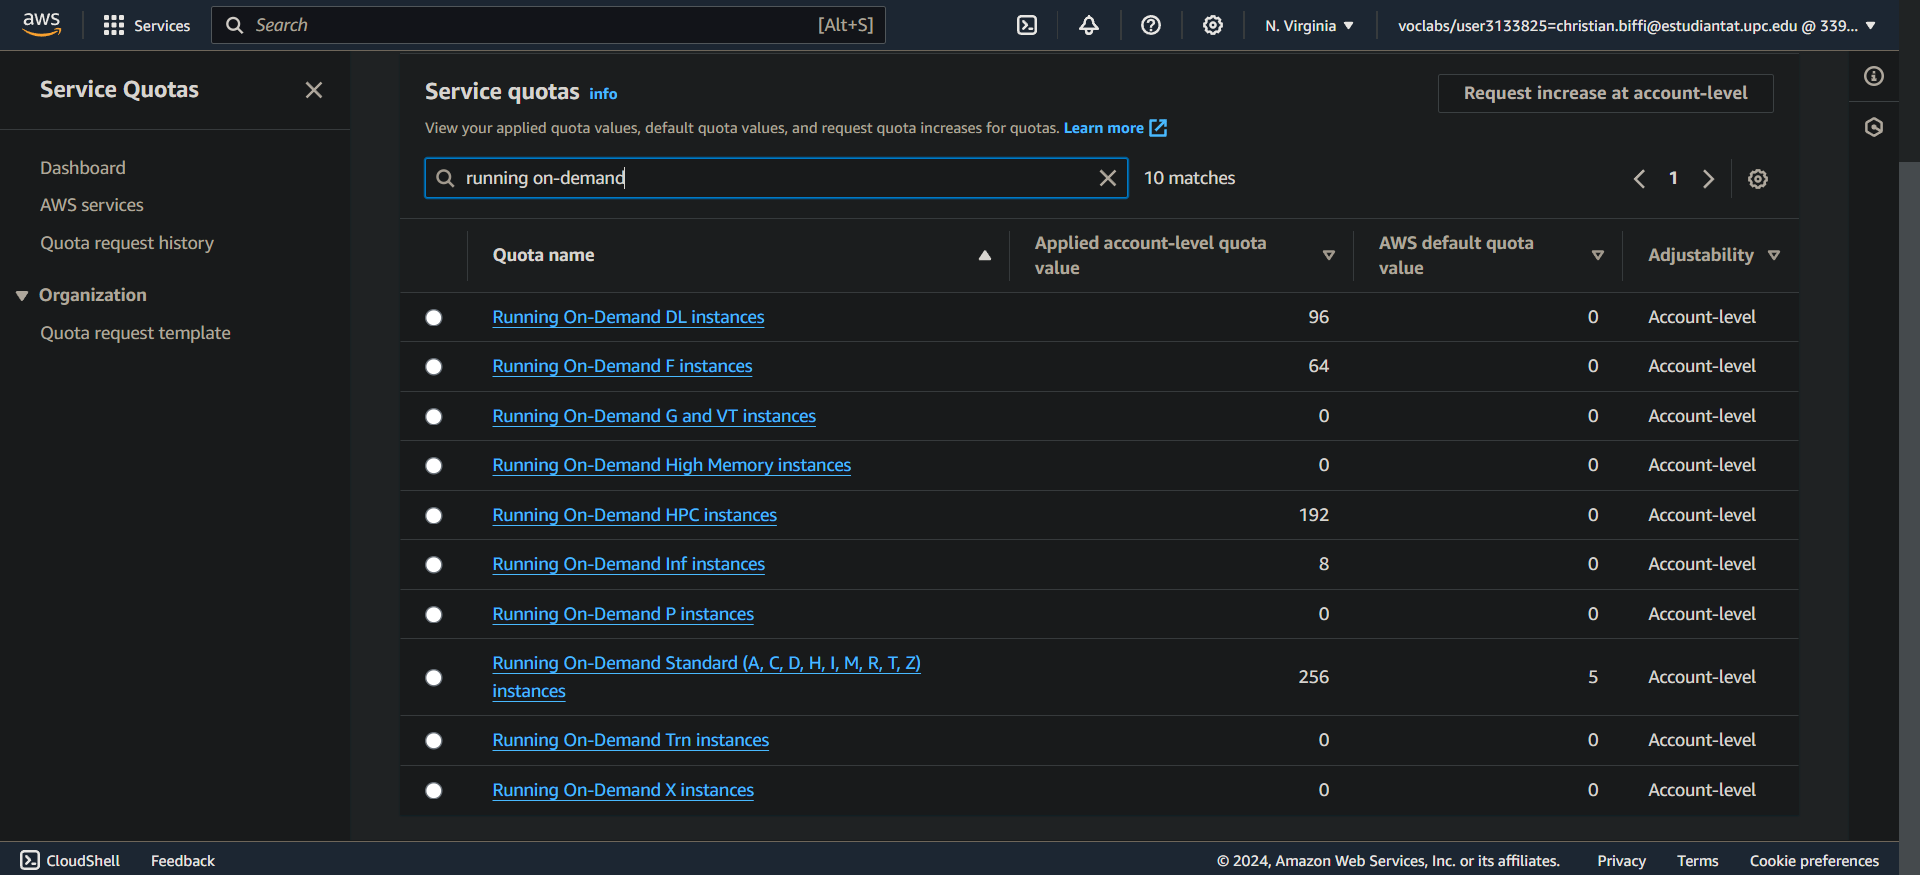 aws
Services
Search
[Alt+S]
N. Virginia
voclabs/user3133825=christian.biffi@estudiantat.upc.edu @ 339...
Service Quotas
Dashboard
AWS services
Quota request history
Organization
Quota request template
Service quotas info
Request increase at account-level
View your applied quota values, default quota values, and request quota increases for quotas. Learn more
running on-demand
10 matches
1
Quota name
Applied account-level quota
value
AWS default quota
value
Adjustability
Running On-Demand DL instances 96 0 Account-level
Running On-Demand F instances 64 0 Account-level
Running On-Demand G and VT instances 0 0 Account-level
Running On-Demand High Memory instances 0 0 Account-level
Running On-Demand HPC instances 192 0 Account-level
Running On-Demand Inf instances 8 0 Account-level
Running On-Demand P instances 0 0 Account-level
Running On-Demand Standard (A, C, D, H, I, M, R, T, Z)
instances 256 5 Account-level
Running On-Demand Trn instances 0 0 Account-level
Running On-Demand X instances 0 0 Account-level
CloudShell
Feedback
© 2024, Amazon Web Services, Inc. or its affiliates.
Privacy
Terms
Cookie preferences